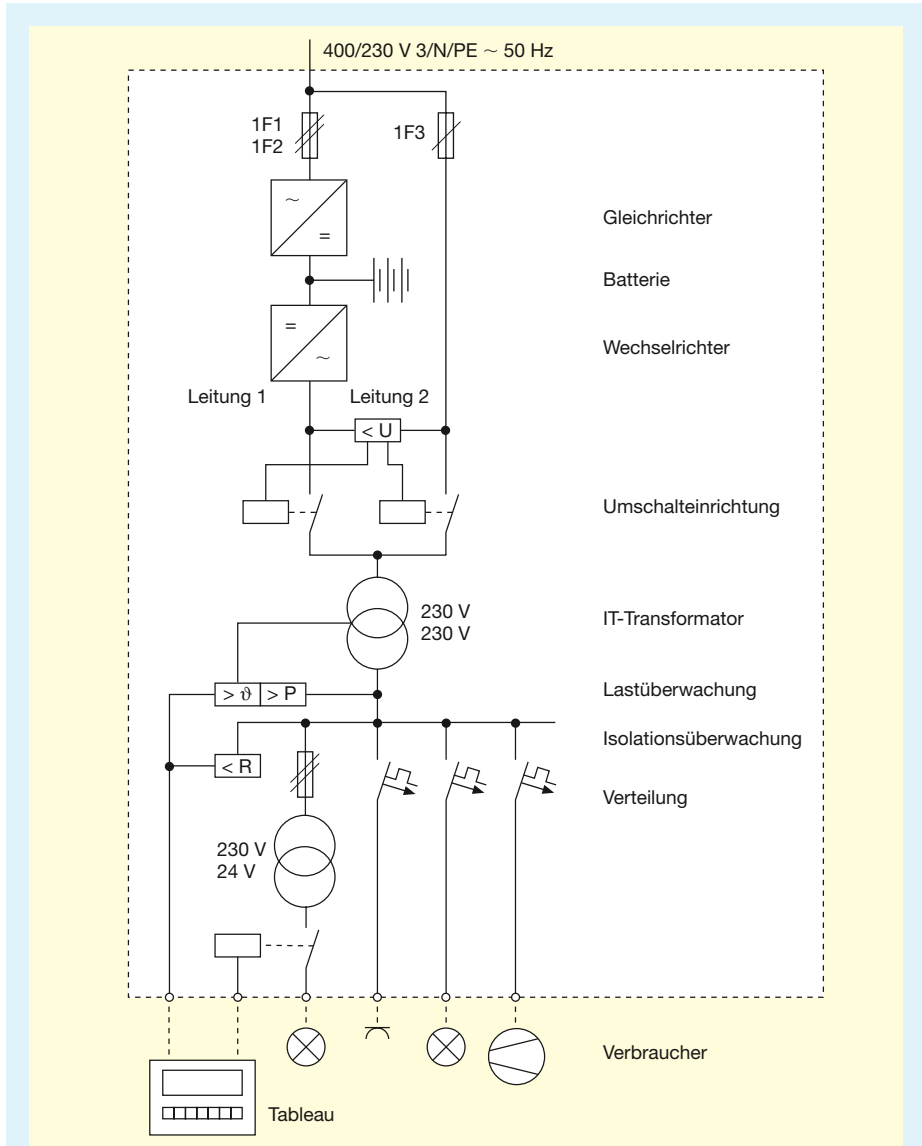 400/230 V 3/N/PE ~ 50 Hz
1F1
1F2
1F3
~
=
Gleichrichter
Batterie
=
~
Wechselrichter
Leitung 1
Leitung 2
< U
Umschalteinrichtung
230 V
230 V
IT-Transformator
> ϑ
> P
Lastüberwachung
Isolationsüberwachung
< R
Verteilung
230 V
24 V
Verbraucher
Tableau